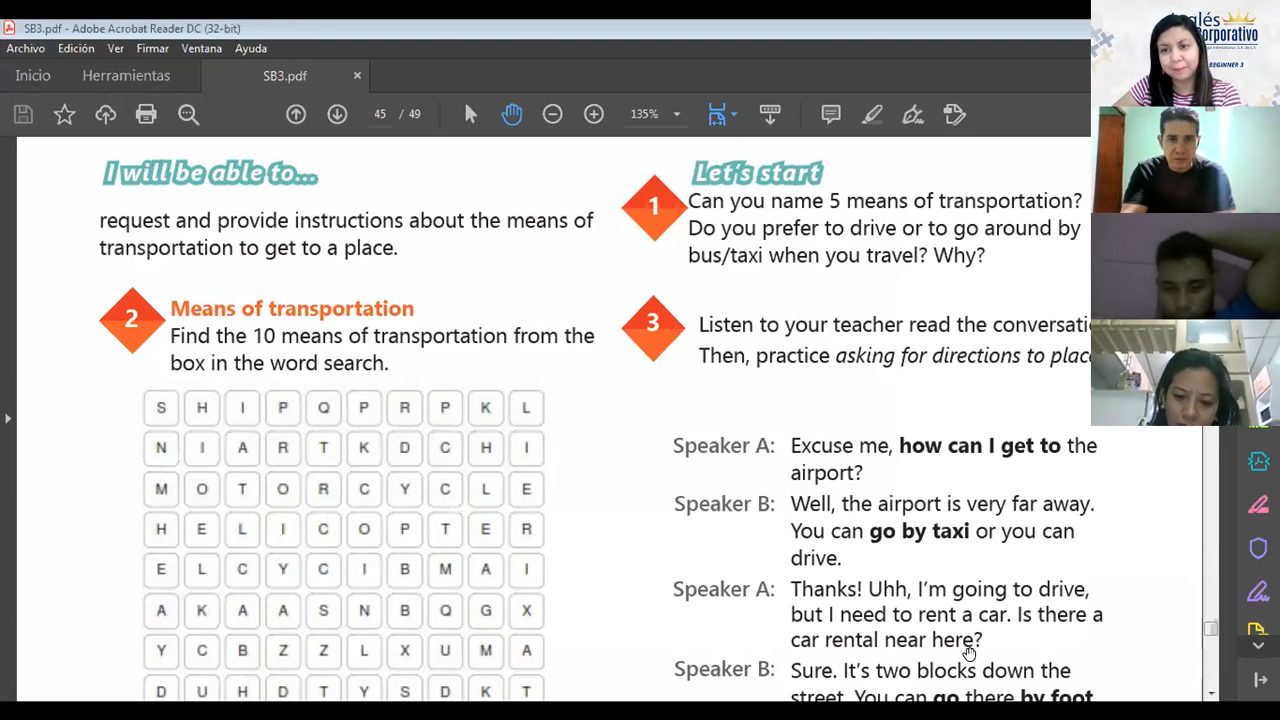 SB3.pdf - Adobe Acrobat Reader DC (32-bit)
Archivo Edición Ver Firmar Ventana Ayuda
Inicio Herramientas SB3.pdf ×
45 / 49 135%
I will be able to...
request and provide instructions about the means of
transportation to get to a place.
2 Means of transportation
Find the 10 means of transportation from the
box in the word search.
S H I P Q P R P K L
N I A R T K D C H I
M O T O R C Y C L E
H E L I C O P T E R
E L C Y C I B M A I
A K A A S N B Q G X
Y C B Z Z L X U M A
D U H D T Y S D K T
Let's start
1 Can you name 5 means of transportation?
Do you prefer to drive or to go around by
bus/taxi when you travel? Why?
3 Listen to your teacher read the conversati
Then, practice asking for directions to plac
Speaker A: Excuse me, how can I get to the
airport?
Speaker B: Well, the airport is very far away.
You can go by taxi or you can
drive.
Speaker A: Thanks! Uhh, I'm going to drive,
but I need to rent a car. Is there a
car rental near here?
Speaker B: Sure. It's two blocks down the
street. You can go there by foot
Inglés
Corporativo
BEGINNER 3